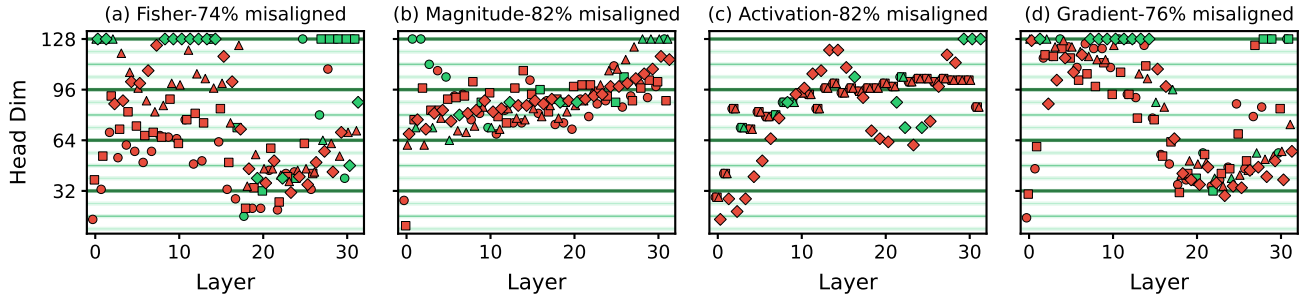 (a) Fisher-74% misaligned
(b) Magnitude-82% misaligned
(c) Activation-82% misaligned
(d) Gradient-76% misaligned
Head Dim
128
96
64
32
0 10 20 30
0 10 20 30
0 10 20 30
0 10 20 30
Layer
Layer
Layer
Layer